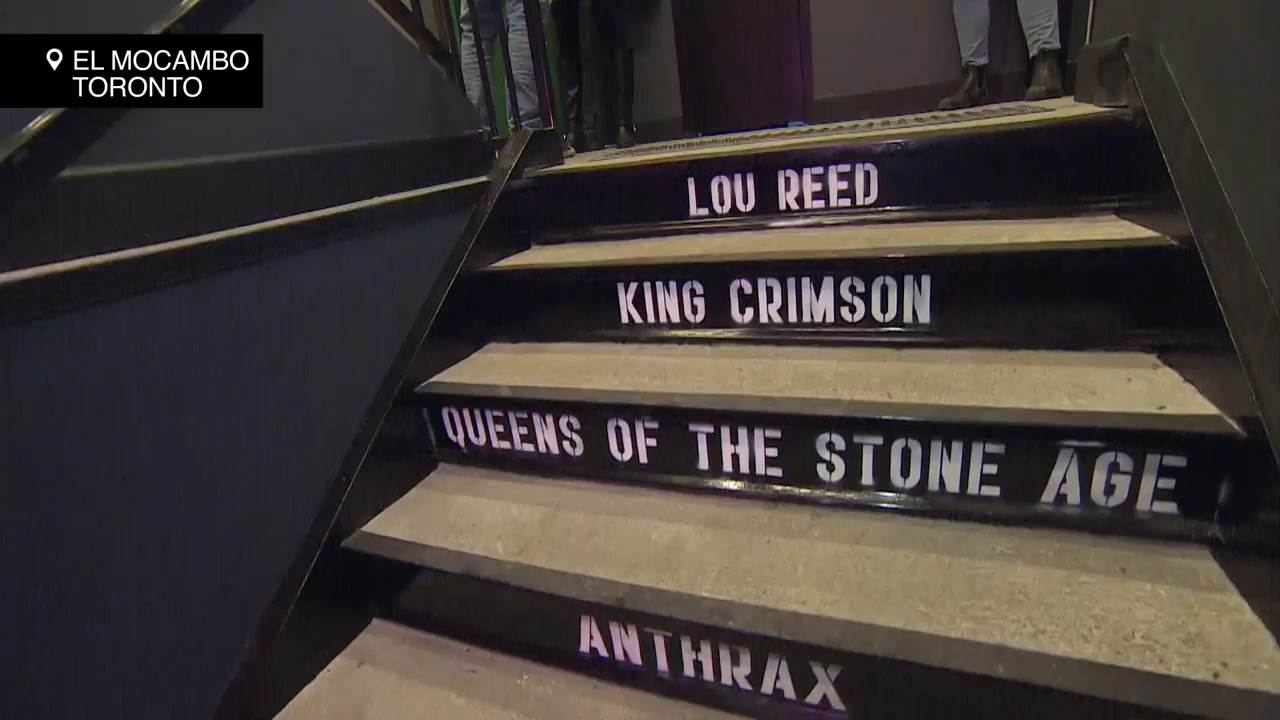 EL MOCAMBO
TORONTO
LOU REED
KING CRIMSON
QUEENS OF THE STONE AGE
ANTHRAX